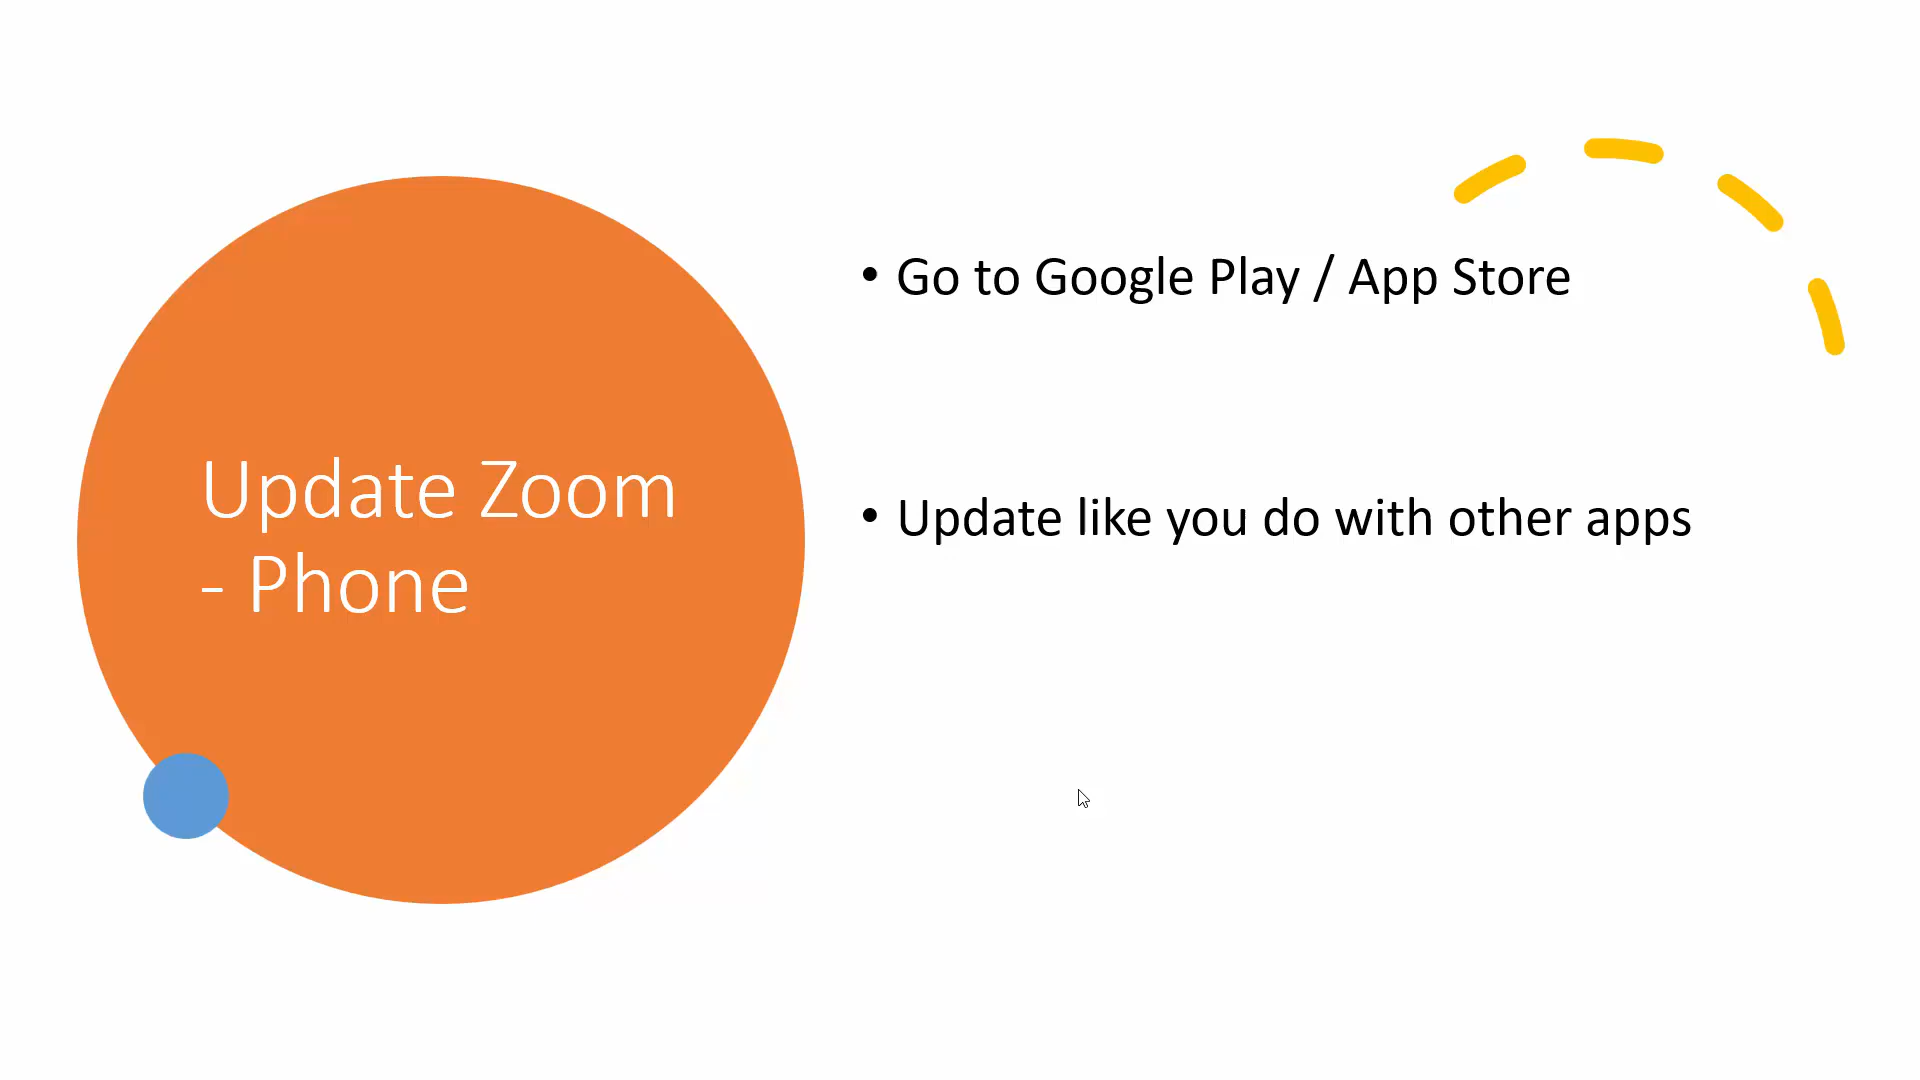 Update Zoom
- Phone
• Go to Google Play / App Store
• Update like you do with other apps